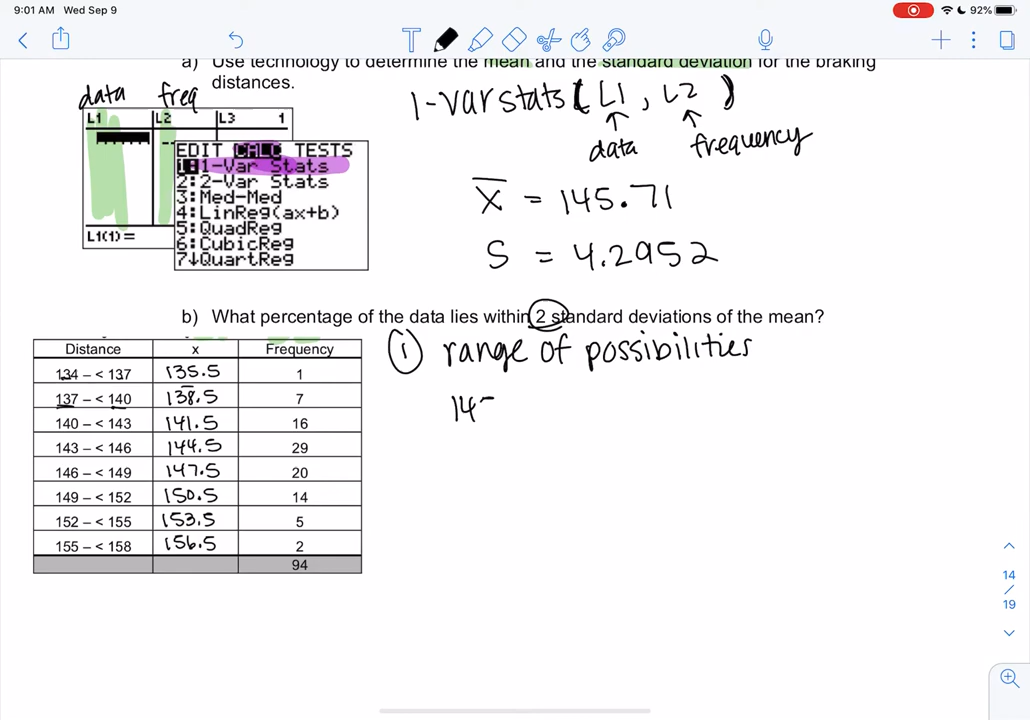 9:01 AM Wed Sep 9
92%
a) Use technology to determine the mean and the standard deviation for the braking
distances.
data freq
1-var stats ( L1 , L2 )
data frequency
L1 L2 L3 1
L1(1) =
EDIT CALC TESTS
1:1-Var Stats
2:2-Var Stats
3:Med-Med
4:LinReg(ax+b)
5:QuadReg
6:CubicReg
7↓QuartReg
x̅ = 145.71
S = 4.2952
b) What percentage of the data lies within 2 standard deviations of the mean?
① range of possibilities
Distance x Frequency
134 – < 137 135.5 1
137 – < 140 138.5 7
140 – < 143 141.5 16
143 – < 146 144.5 29
146 – < 149 147.5 20
149 – < 152 150.5 14
152 – < 155 153.5 5
155 – < 158 156.5 2
94
14
14
/
19